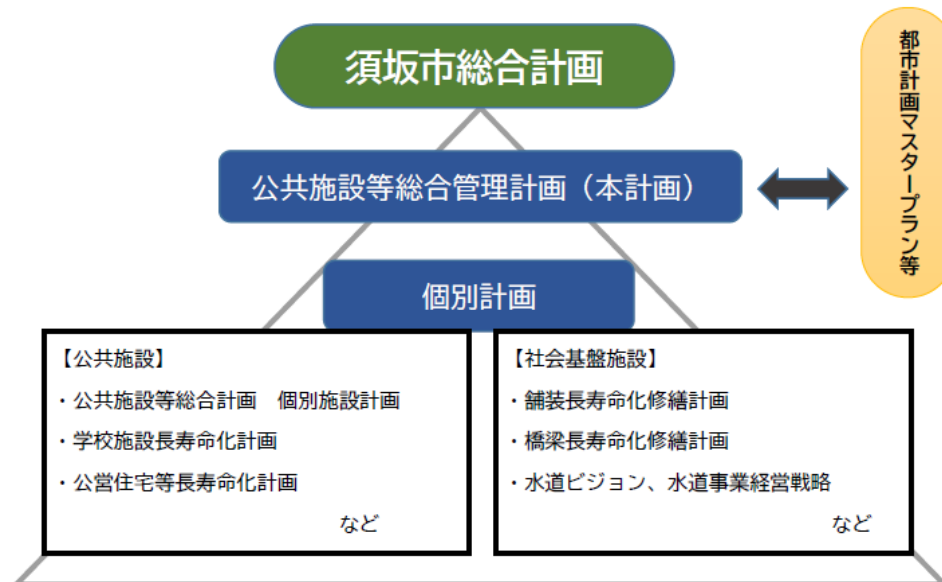 須坂市総合計画
都市計画マスタープラン等
公共施設等総合管理計画（本計画）
個別計画
【公共施設】
・公共施設等総合計画　個別施設計画
・学校施設長寿命化計画
・公営住宅等長寿命化計画
など
【社会基盤施設】
・舗装長寿命化修繕計画
・橋梁長寿命化修繕計画
・水道ビジョン、水道事業経営戦略
など